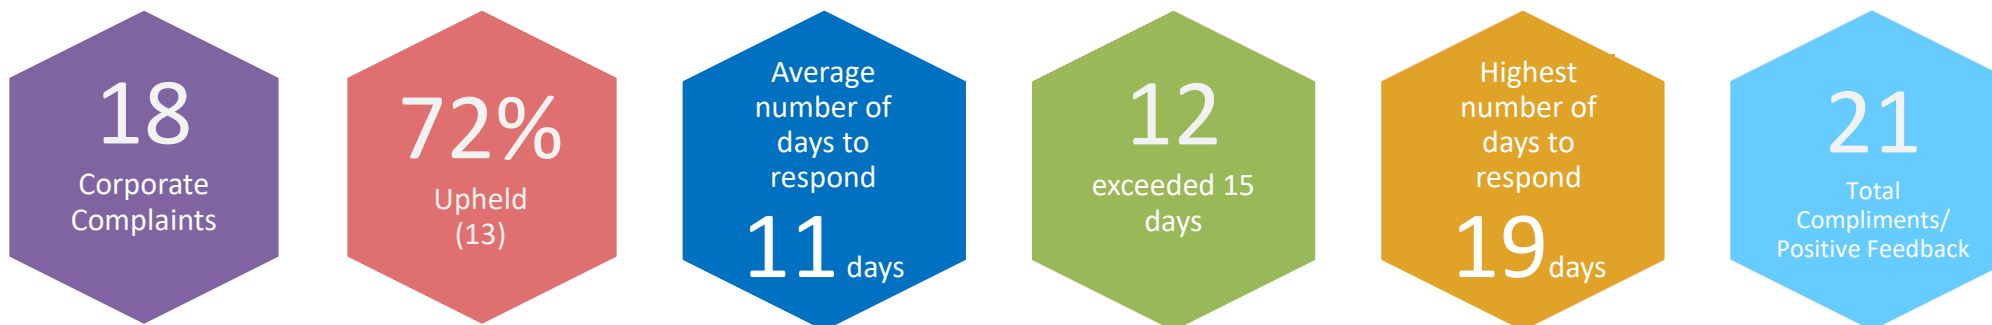 18
Corporate
Complaints
72%
Upheld
(13)
Average
number of
days to
respond
11 days
12
exceeded 15
days
Highest
number of
days to
respond
19 days
21
Total
Compliments/
Positive Feedback